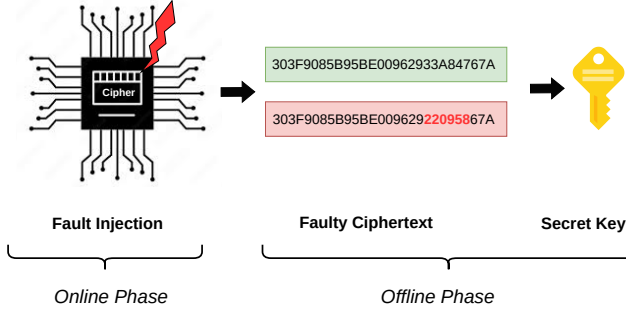 Cipher
303F9085B95BE00962933A84767A
303F9085B95BE00962922095867A
Fault Injection
Faulty Ciphertext
Secret Key
Online Phase
Offline Phase